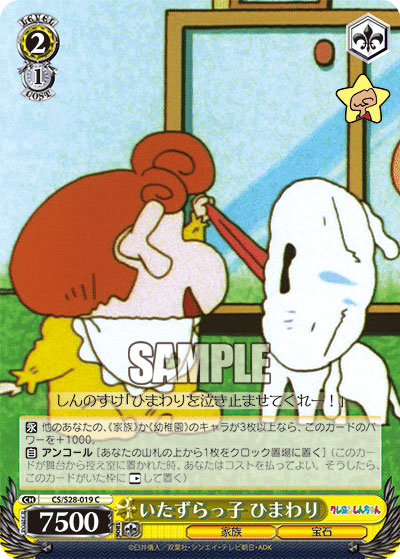 LEVEL
2
1
COST
SAMPLE
しんのすけ「ひまわりを泣き止ませてくれー！」
永 他のあなたの、《家族》か《幼稚園》のキャラが3枚以上なら、このカードのパ
ワーを＋1000。
自 アンコール ［あなたの山札の上から1枚をクロック置場に置く］ （このカード
が舞台から控え室に置かれた時、あなたはコストを払ってよい。そうしたら、
このカードがいた枠にレストして置く）
CH
CS/S28-019 C
7500
いたずらっ子 ひまわり
クレヨンしんちゃん
家族
宝石
©臼井儀人／双葉社・シンエイ・テレビ朝日・ADK